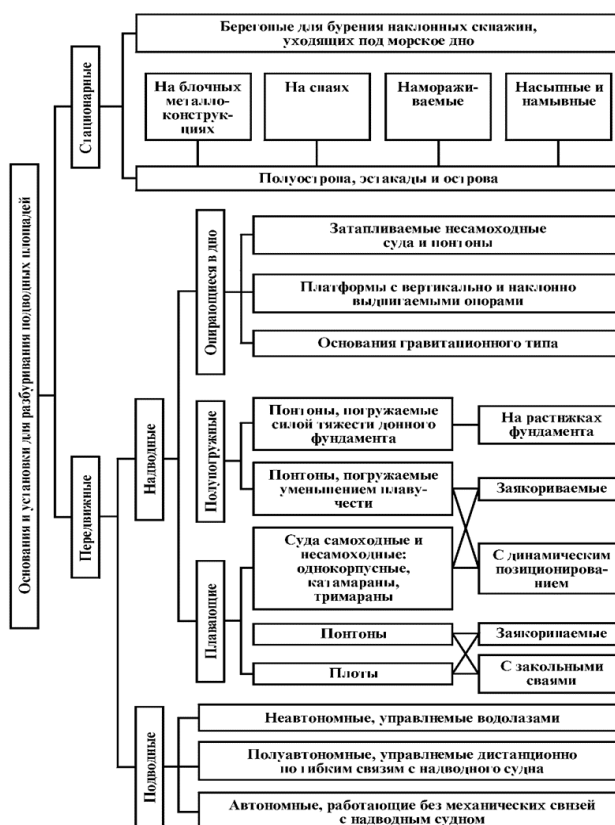 Основания и установки для разбуривания подводных площадей
Стационарные
Береговые для бурения наклонных скважин,
уходящих под морское дно
На блочных
металло-
конструк-
циях
На сваях
Наморажи-
ваемые
Насыпные и
намывные
Полуострова, эстакады и острова
Передвижные
Надводные
Опирающиеся в дно
Затапливаемые несамоходные
суда и понтоны
Платформы с вертикально и наклонно
выдвигаемыми опорами
Основания гравитационного типа
Полупогружные
Понтоны, погружаемые
силой тяжести донного
фундамента
На растяжках
фундамента
Понтоны, погружаемые
уменьшением плаву-
чести
Заякориваемые
Плавающие
Суда самоходные и
несамоходные:
однокорпусные,
катамараны,
тримараны
С динамическим
позиционирова-
нием
Понтоны
Заякориваемые
Плоты
С закольными
сваями
Подводные
Неавтономные, управляемые водолазами
Полуавтономные, управляемые дистанционно
по гибким связям с надводного судна
Автономные, работающие без механических связей
с надводным судном